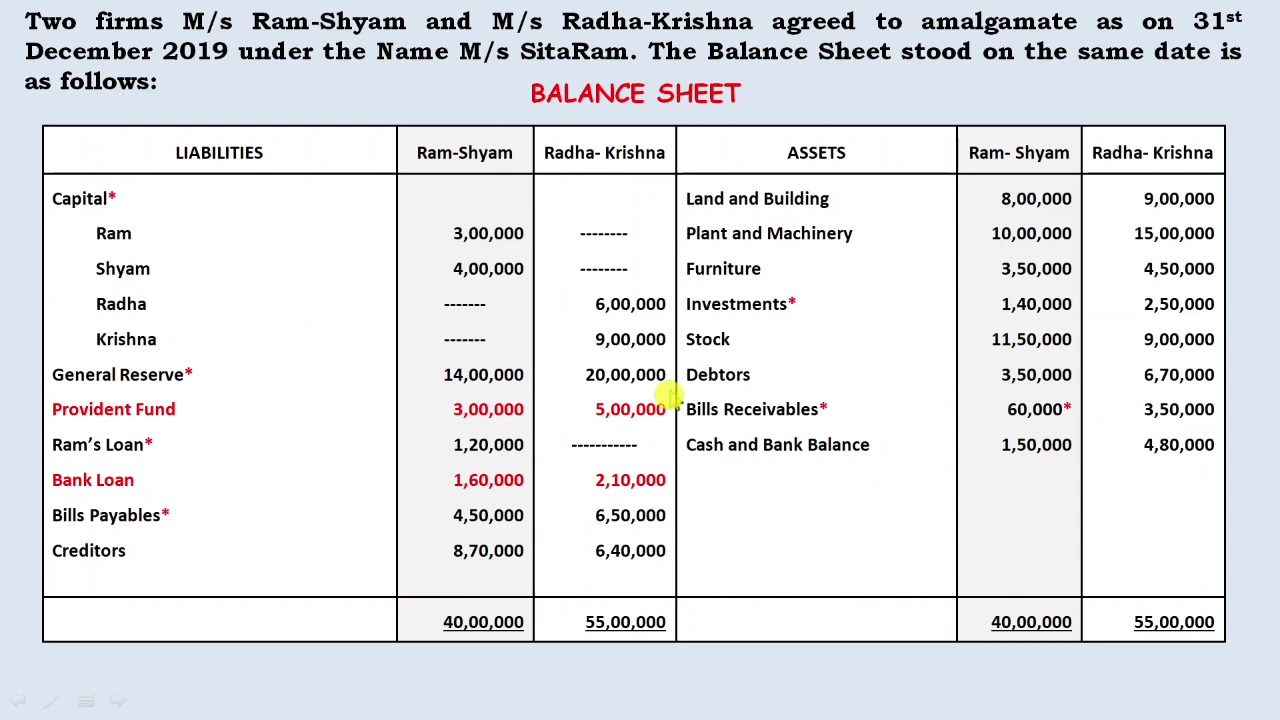 Two firms M/s Ram-Shyam and M/s Radha-Krishna agreed to amalgamate as on 31st
December 2019 under the Name M/s SitaRam. The Balance Sheet stood on the same date is
as follows:
BALANCE SHEET
LIABILITIES Ram-Shyam Radha- Krishna ASSETS Ram- Shyam Radha- Krishna
Capital* Land and Building 8,00,000 9,00,000
Ram 3,00,000 -------- Plant and Machinery 10,00,000 15,00,000
Shyam 4,00,000 -------- Furniture 3,50,000 4,50,000
Radha ------- 6,00,000 Investments* 1,40,000 2,50,000
Krishna ------- 9,00,000 Stock 11,50,000 9,00,000
General Reserve* 14,00,000 20,00,000 Debtors 3,50,000 6,70,000
Provident Fund 3,00,000 5,00,000 Bills Receivables* 60,000* 3,50,000
Ram's Loan* 1,20,000 ----------- Cash and Bank Balance 1,50,000 4,80,000
Bank Loan 1,60,000 2,10,000
Bills Payables* 4,50,000 6,50,000
Creditors 8,70,000 6,40,000
40,00,000 55,00,000 40,00,000 55,00,000